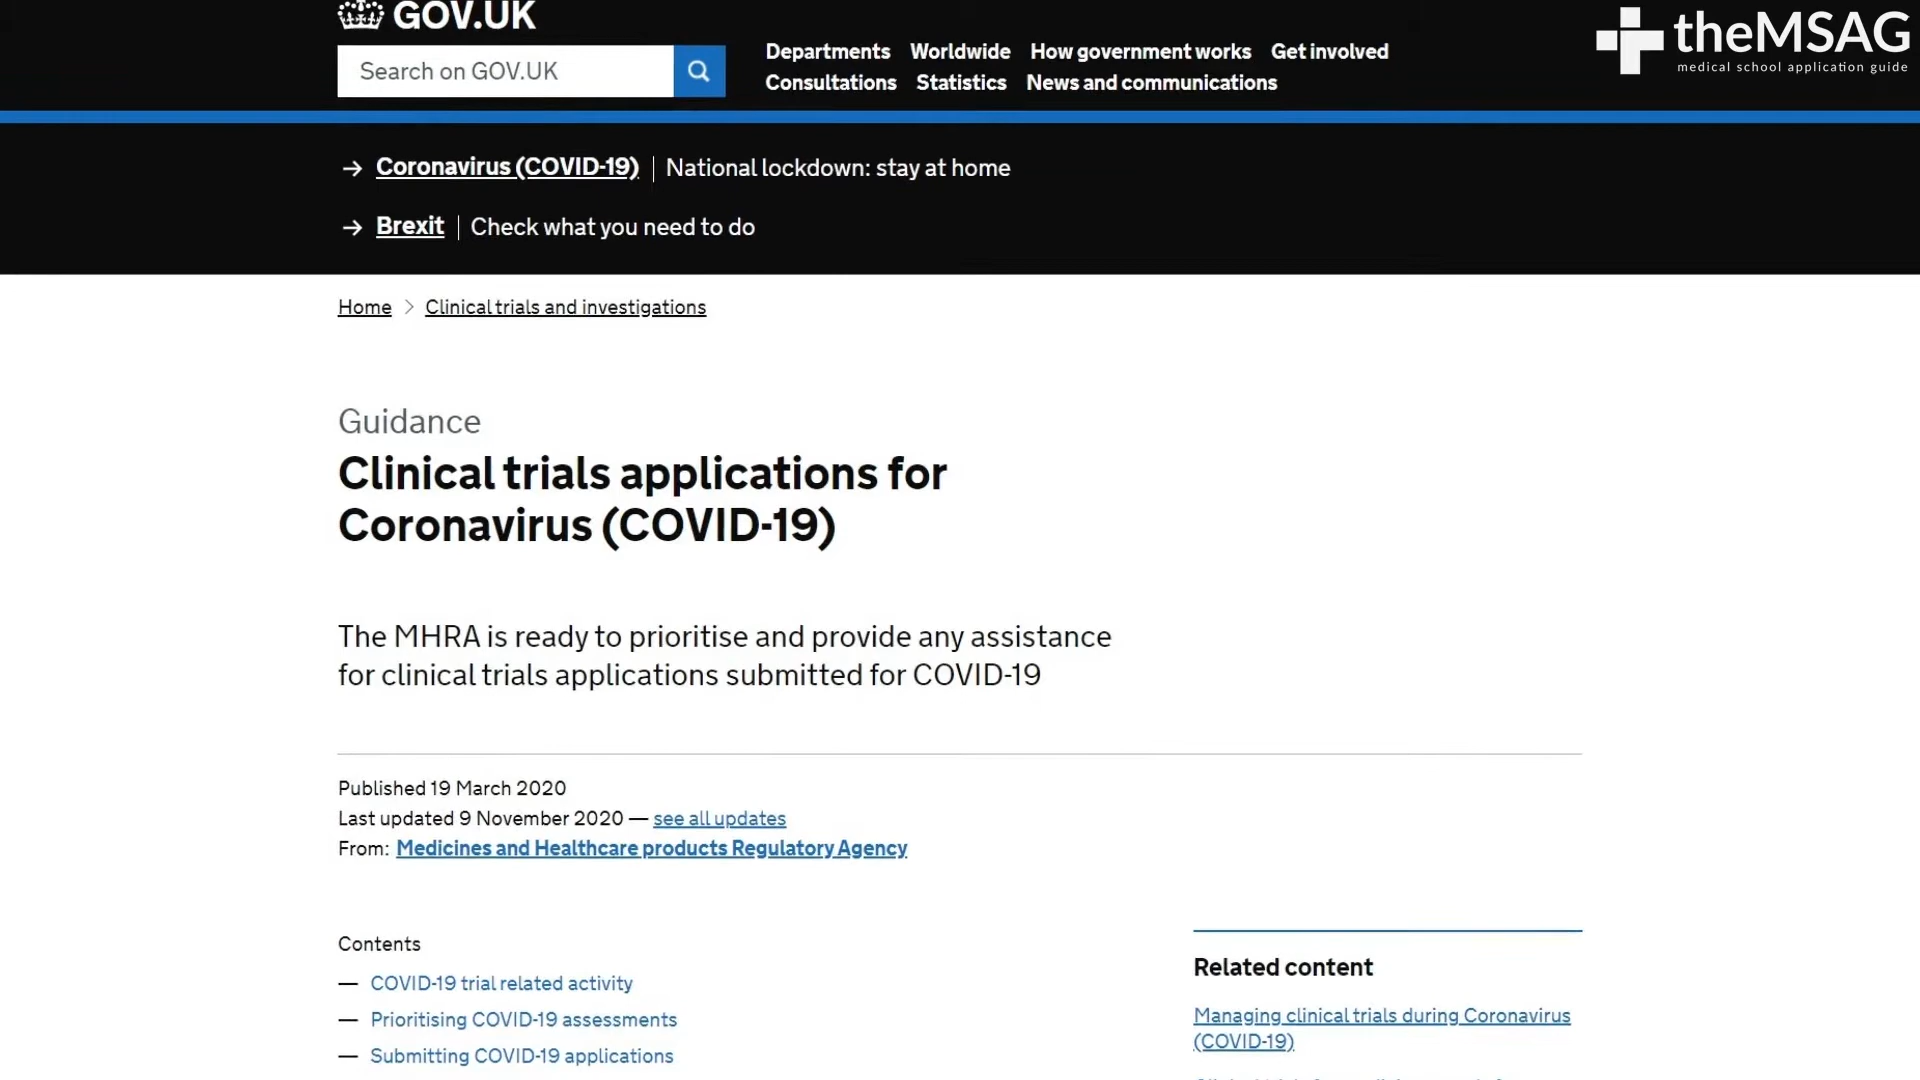 GOV.UK
Search on GOV.UK
Departments Worldwide How government works Get involved
Consultations Statistics News and communications
theMSAG
medical school application guide
→ Coronavirus (COVID-19) | National lockdown: stay at home
→ Brexit | Check what you need to do
Home > Clinical trials and investigations
Guidance
Clinical trials applications for
Coronavirus (COVID-19)
The MHRA is ready to prioritise and provide any assistance
for clinical trials applications submitted for COVID-19
Published 19 March 2020
Last updated 9 November 2020 — see all updates
From: Medicines and Healthcare products Regulatory Agency
Contents
— COVID-19 trial related activity
— Prioritising COVID-19 assessments
— Submitting COVID-19 applications
Related content
Managing clinical trials during Coronavirus
(COVID-19)